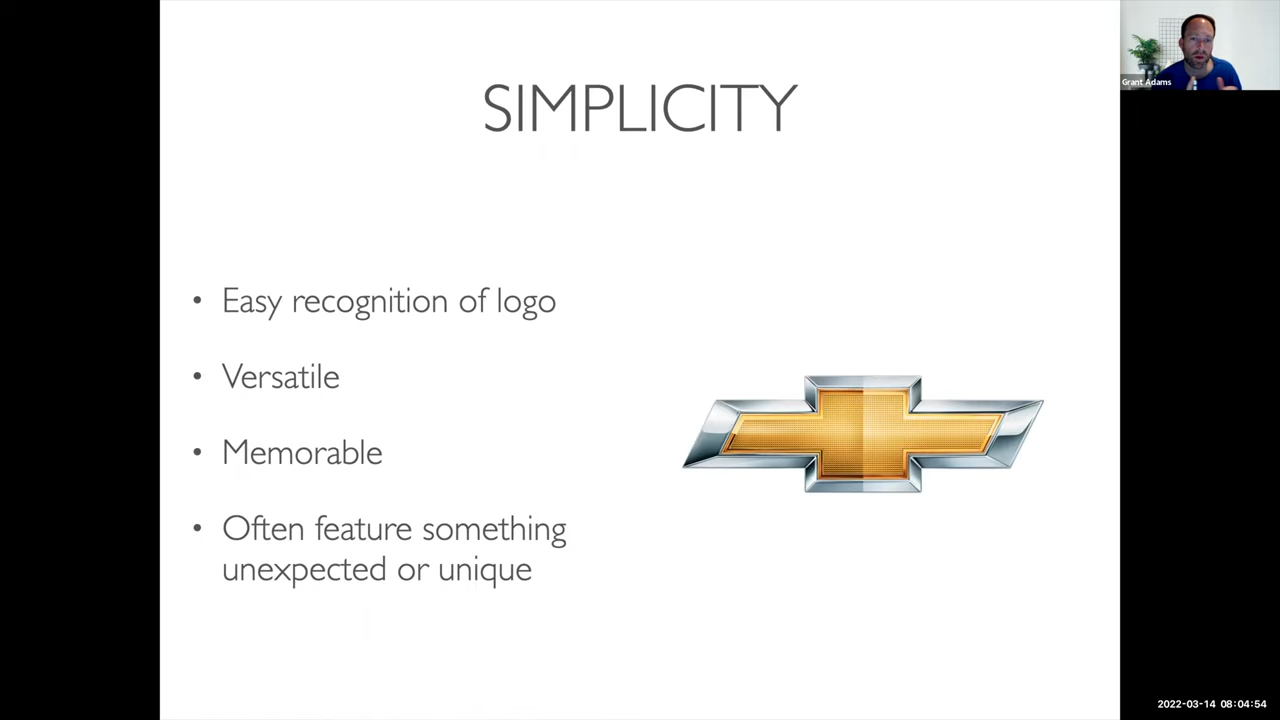 SIMPLICITY
Grant Adams
• Easy recognition of logo
• Versatile
• Memorable
• Often feature something
unexpected or unique
2022-03-14 08:04:54